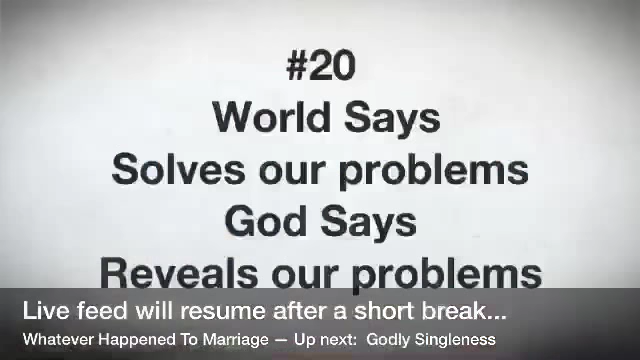 #20
World Says
Solves our problems
God Says
Reveals our problems
Live feed will resume after a short break...
Whatever Happened To Marriage — Up next: Godly Singleness